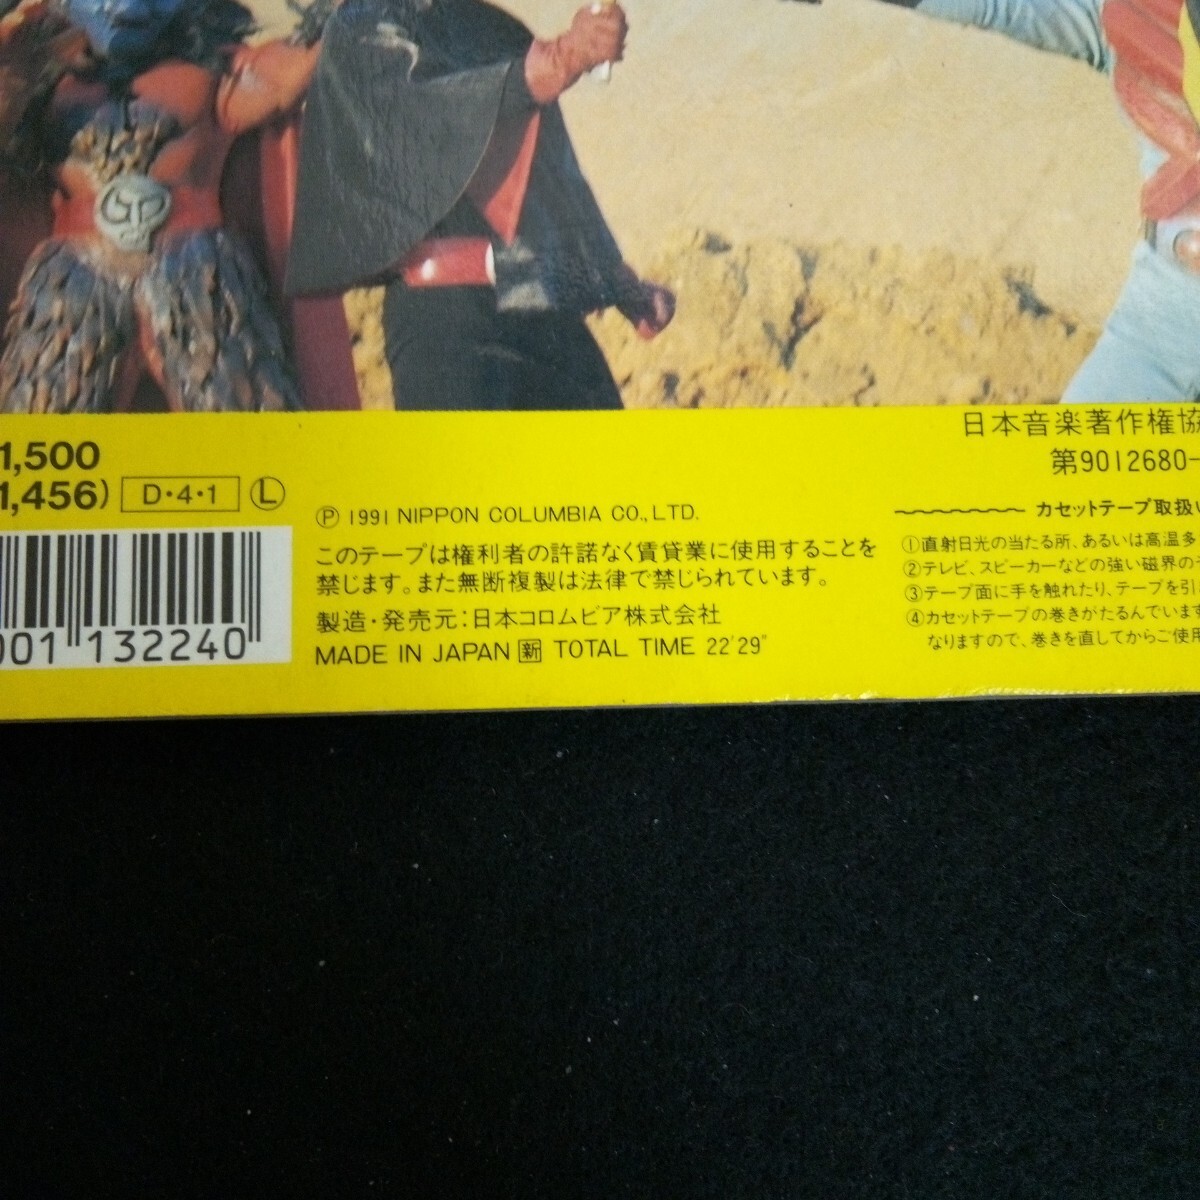 GD
1,500
1,456) D・4・1 Ⓛ
001 132240
Ⓟ 1991 NIPPON COLUMBIA CO., LTD.
このテープは権利者の許諾なく賃貸業に使用することを
禁じます。また無断複製は法律で禁じられています。
製造・発売元:日本コロムビア株式会社
MADE IN JAPAN 新 TOTAL TIME 22'29"
日本音楽著作権協
第9012680-
カセットテープ取扱い
①直射日光の当たる所、あるいは高温多
②テレビ、スピーカーなどの強い磁界のそ
③テープ面に手を触れたり、テープを引
④カセットテープの巻きがたるんでいます
なりますので、巻きを直してからご使用